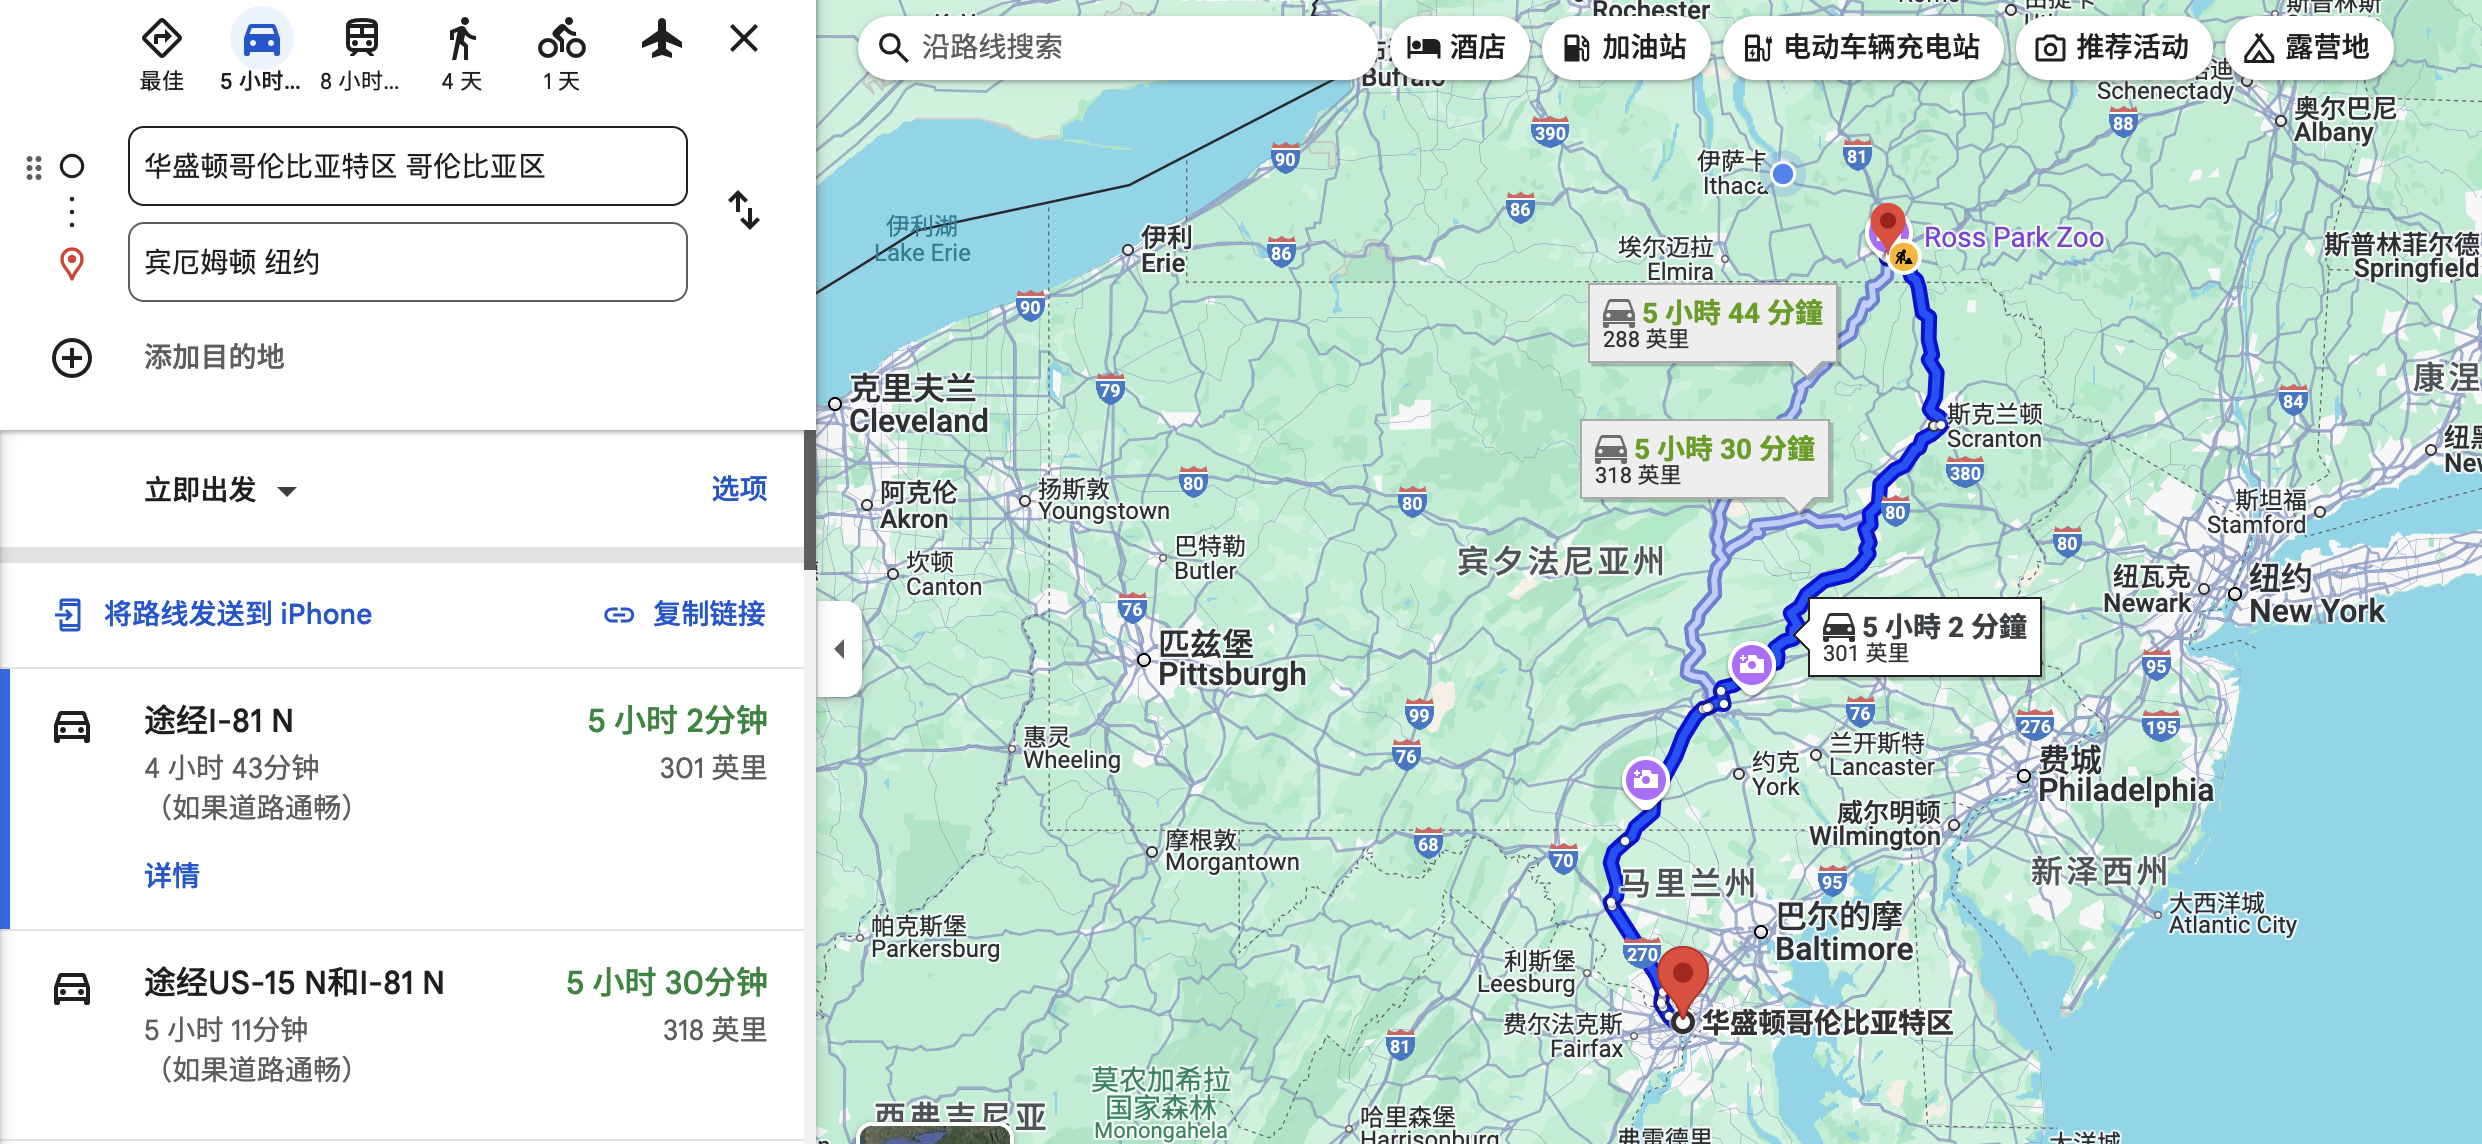 最佳
5 小时...
8 小时...
4 天
1 天
华盛顿哥伦比亚特区 哥伦比亚区
宾厄姆顿 纽约
添加目的地
立即出发
选项
将路线发送到 iPhone
复制链接
途经I-81 N
5 小时 2分钟
4 小时 43分钟
301 英里
（如果道路通畅）
详情
途经US-15 N和I-81 N
5 小时 30分钟
5 小时 11分钟
318 英里
（如果道路通畅）
沿路线搜索
酒店
加油站
电动车辆充电站
推荐活动
露营地
Rochester
Buffalo
Schenectady
奥尔巴尼
Albany
88
390
90
81
伊萨卡
Ithaca
86
伊利湖
Lake Erie
伊利
Erie
86
埃尔迈拉
Elmira
Ross Park Zoo
斯普林菲尔德
Springfield
90
5 小時 44 分鐘
288 英里
克里夫兰
Cleveland
79
84
斯克兰顿
Scranton
5 小時 30 分鐘
318 英里
380
80
80
80
80
阿克伦
Akron
扬斯敦
Youngstown
斯坦福
Stamford
巴特勒
Butler
坎顿
Canton
宾夕法尼亚州
纽瓦克
Newark
纽约
New York
76
5 小時 2 分鐘
301 英里
匹兹堡
Pittsburgh
95
99
76
276
195
惠灵
Wheeling
76
约克
York
兰开斯特
Lancaster
费城
Philadelphia
威尔明顿
Wilmington
摩根敦
Morgantown
68
70
马里兰州
95
新泽西州
帕克斯堡
Parkersburg
巴尔的摩
Baltimore
大西洋城
Atlantic City
270
利斯堡
Leesburg
费尔法克斯
Fairfax
华盛顿哥伦比亚特区
81
莫农加希拉
国家森林
Monongahela
西弗吉尼亚
哈里森堡
Harrisonburg
弗雷德里